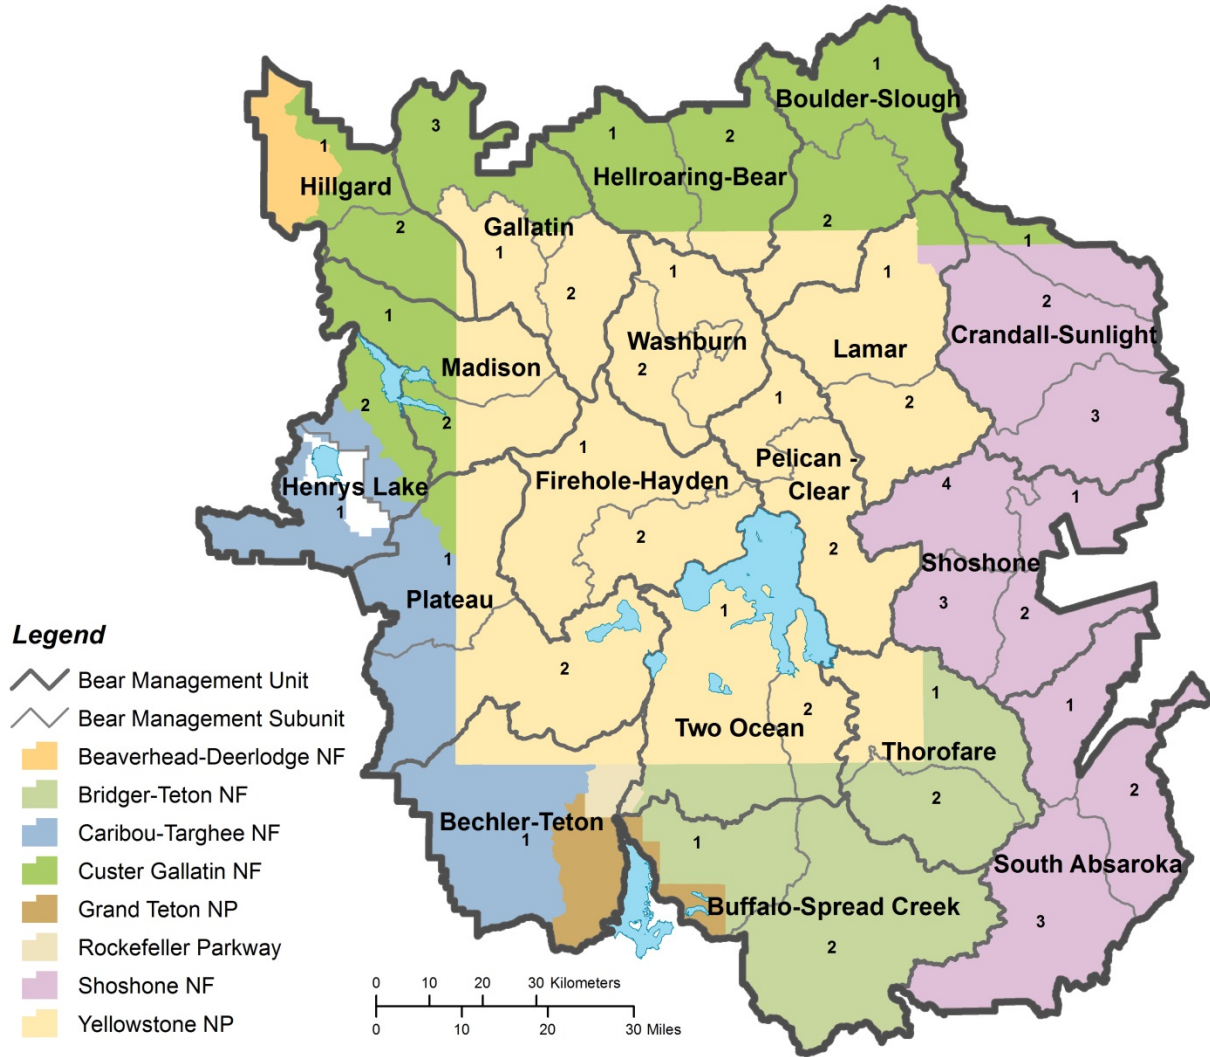 1
Boulder-Slough
3
1
2
1
Hellroaring-Bear
Hillgard
2
2
Gallatin
1
1
1
1
2
2
1
Washburn
Crandall-Sunlight
Madison
Lamar
2
1
2
2
2
3
1
Pelican -
Firehole-Hayden
Clear
Henrys Lake
4
1
1
2
2
1
Shoshone
Plateau
3
2
1
Legend
2
1
1
Bear Management Unit
2
Two Ocean
Bear Management Subunit
Thorofare
Beaverhead-Deerlodge NF
2
2
Bridger-Teton NF
Bechler-Teton
Caribou-Targhee NF
1
1
South Absaroka
Custer Gallatin NF
Grand Teton NP
Buffalo-Spread Creek
3
Rockefeller Parkway
2
Shoshone NF
0 10 20 30 Kilometers
Yellowstone NP
0 10 20 30 Miles